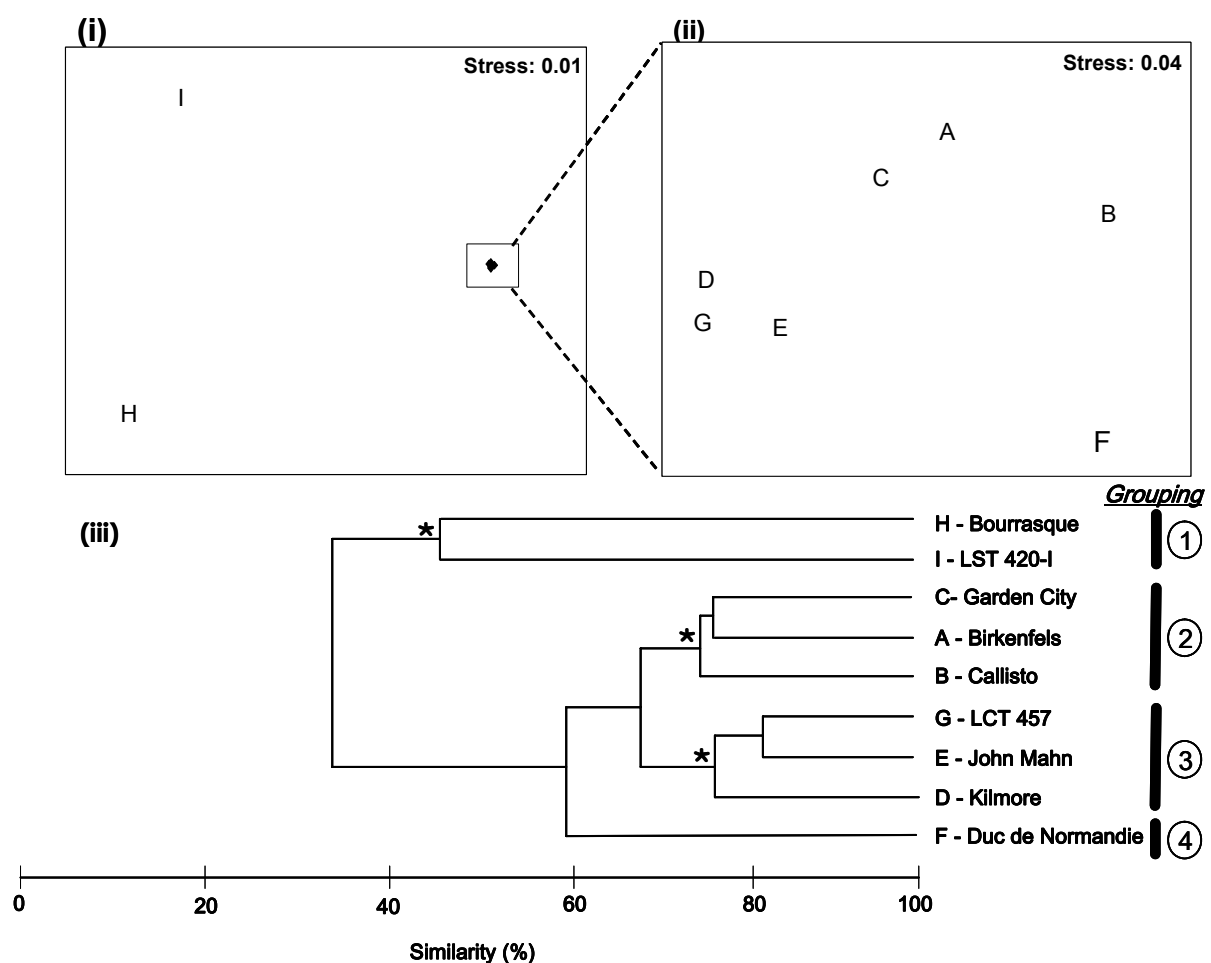 (i)
Stress: 0.01
I
H
(ii)
Stress: 0.04
A
C
B
D
G
E
F
Grouping
(iii)
*
H - Bourrasque
I - LST 420-I
1
C- Garden City
*
A - Birkenfels
B - Callisto
2
G - LCT 457
*
E - John Mahn
D - Kilmore
3
F - Duc de Normandie
4
0 20 40 60 80 100
Similarity (%)